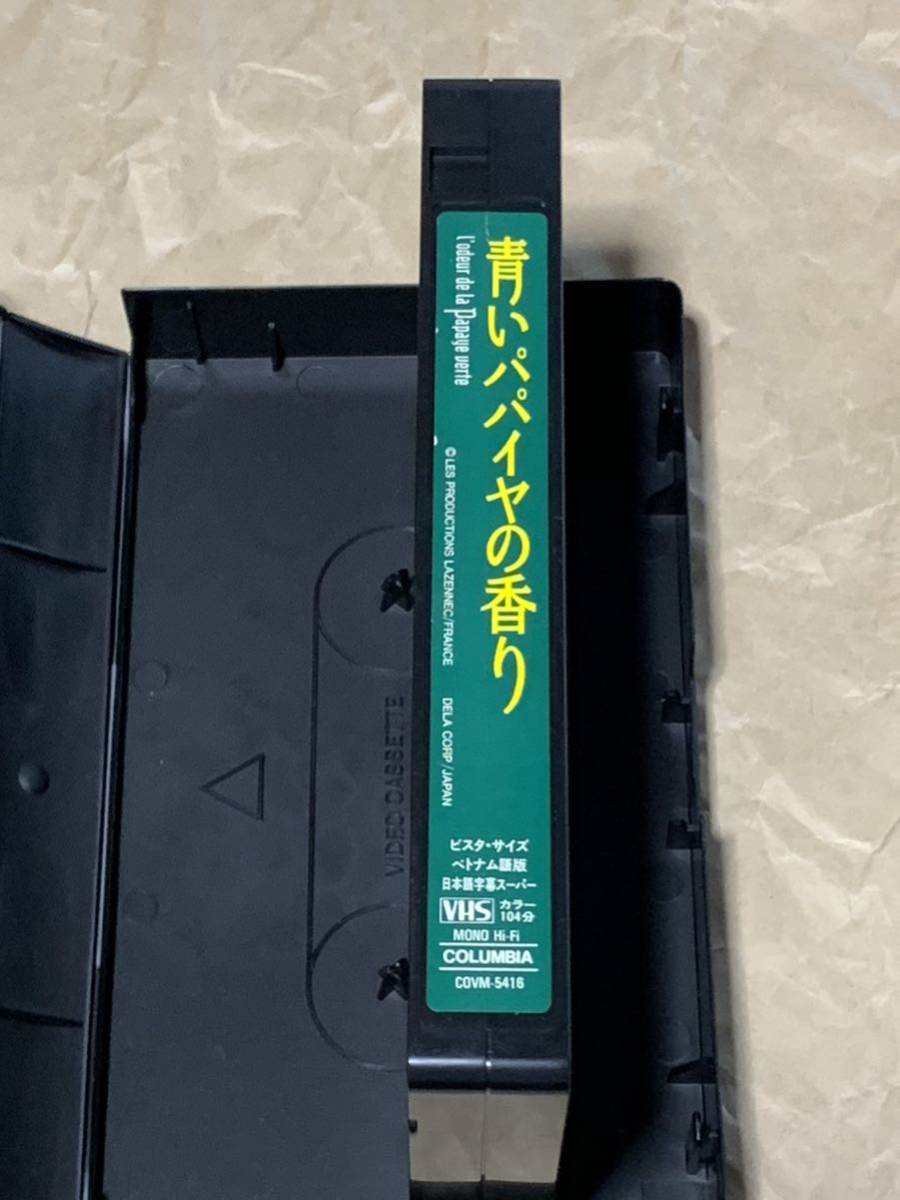 青いパパイヤの香り
l'odeur de la Papaye verte
© LES PRODUCTIONS LAZENNEC/FRANCE DELA CORP/JAPAN
ビスタ・サイズ
ベトナム語版
日本語字幕スーパー
VHS カラー 104分
MONO Hi-Fi
COLUMBIA
COVM-5416
VIDEO CASSETTE